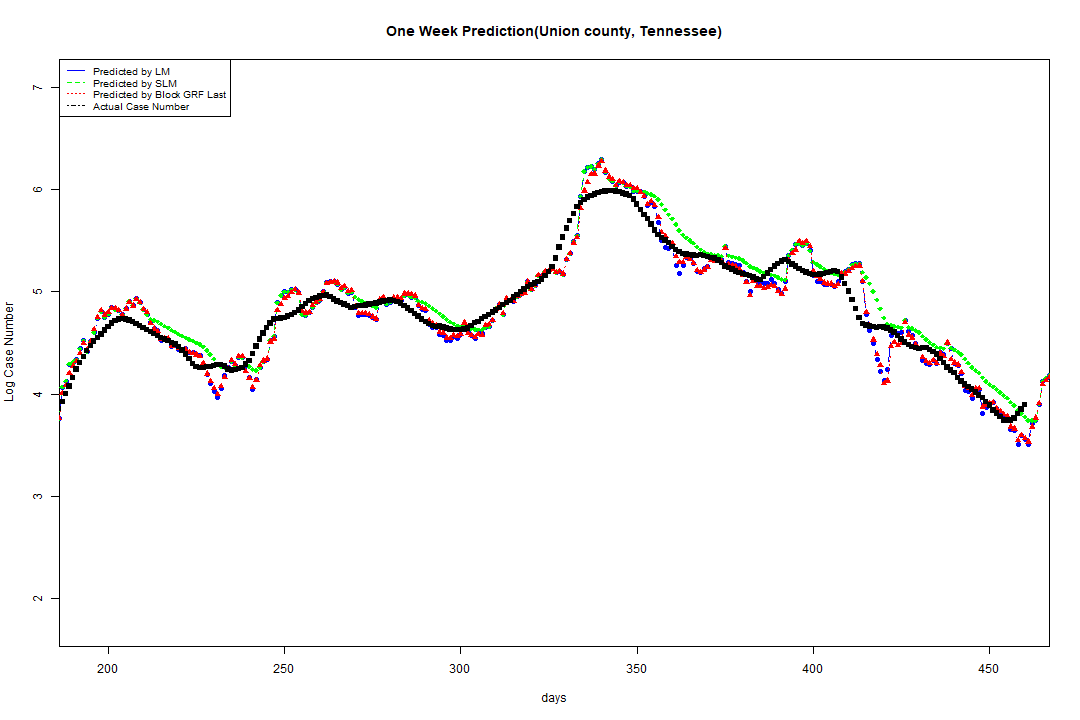 One Week Prediction(Union county, Tennessee)
Predicted by LM
Predicted by SLM
Predicted by Block GRF Last
Actual Case Number
7
6
5
4
3
2
Log Case Number
200 250 300 350 400 450
days